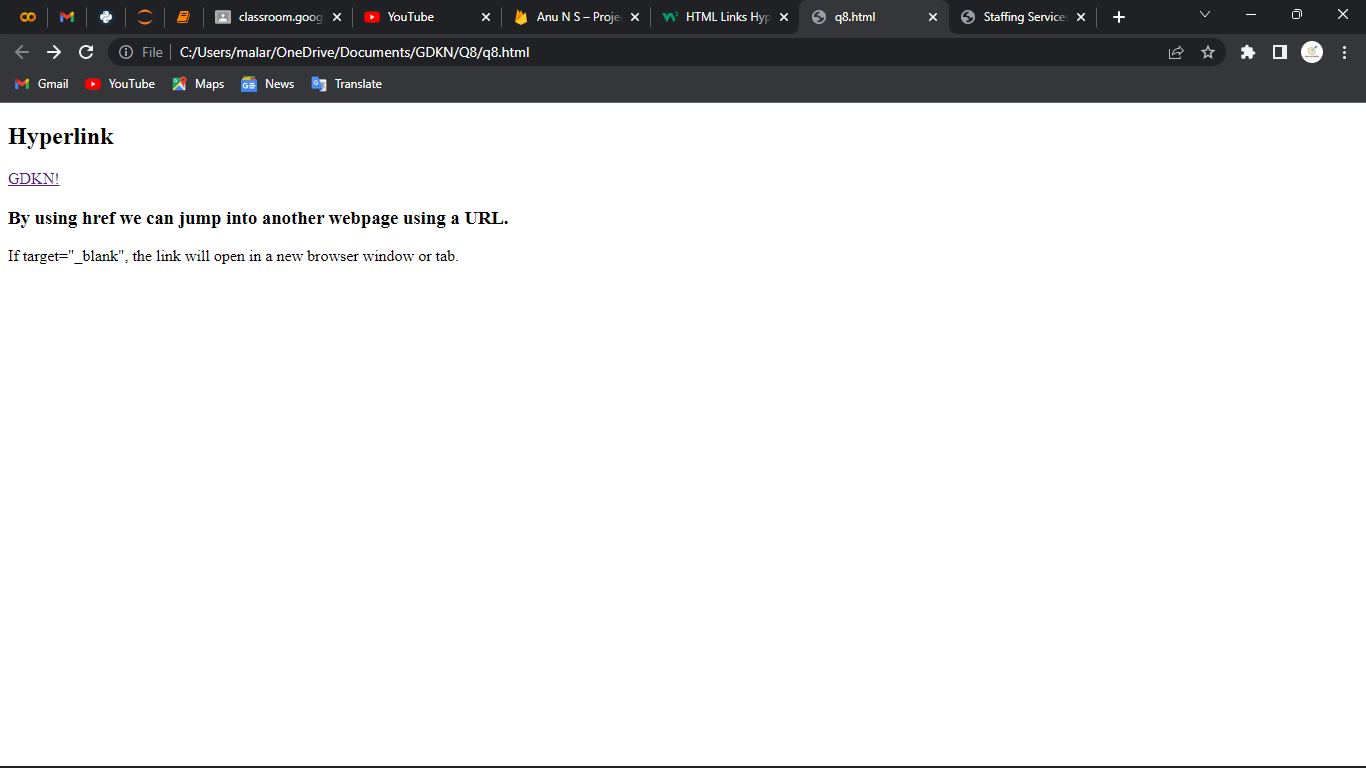 classroom.goog
YouTube
Anu N S – Proje
HTML Links Hyp
q8.html
Staffing Services
File
C:/Users/malar/OneDrive/Documents/GDKN/Q8/q8.html
Gmail
YouTube
Maps
News
Translate
Hyperlink
GDKN!
By using href we can jump into another webpage using a URL.
If target="_blank", the link will open in a new browser window or tab.